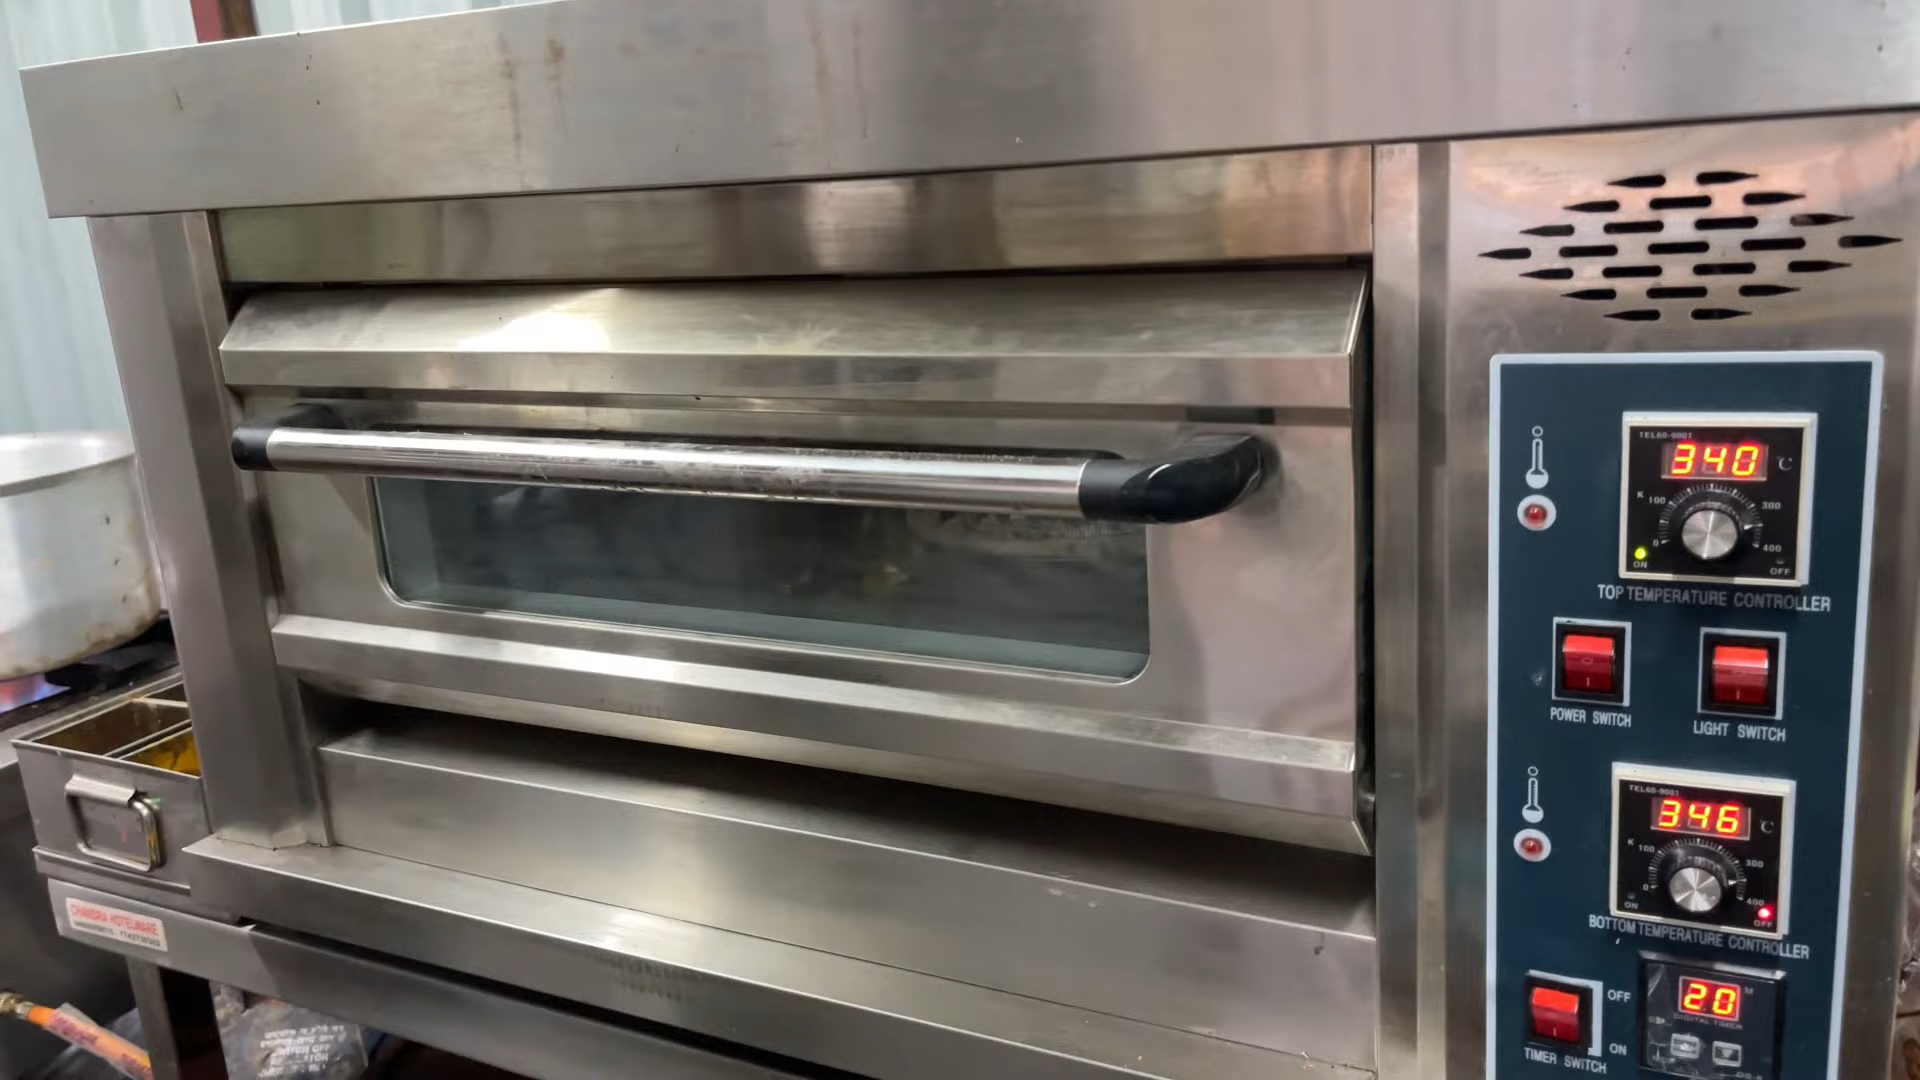 TEL60-9001
340 °C
K 100 300
0 400
ON OFF
TOP TEMPERATURE CONTROLLER
POWER SWITCH
LIGHT SWITCH
TEL60-9001
346 °C
K 100 300
0 400
ON OFF
BOTTOM TEMPERATURE CONTROLLER
OFF
20 M
DIGITAL TIMER
ON
TIMER SWITCH
CHANDRA HOTELWARE